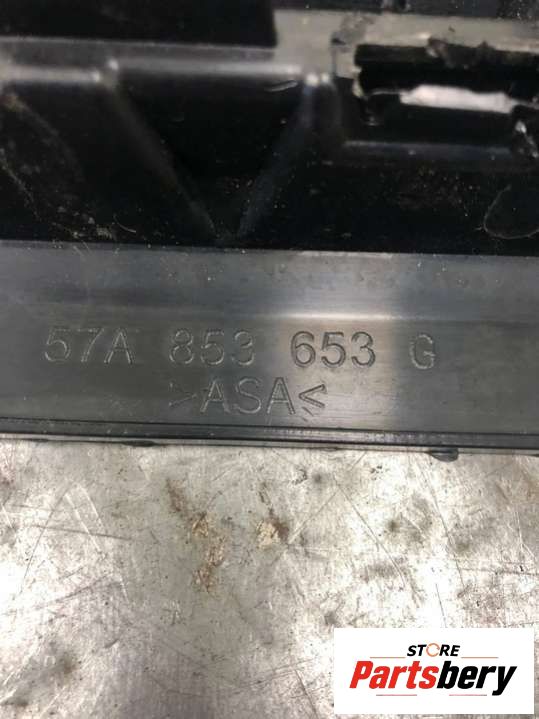 57A 853 653 G
>ASA<
STORE
Partsbery